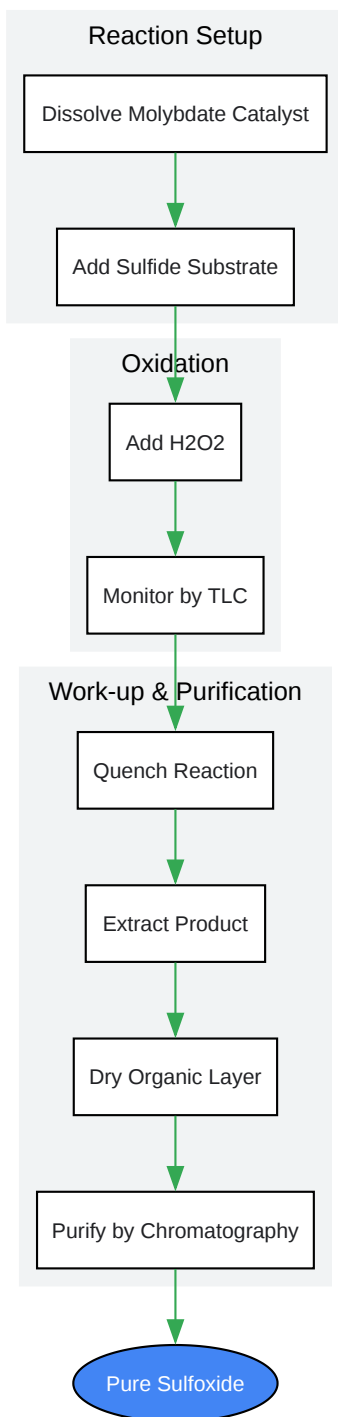 Reaction Setup
Dissolve Molybdate Catalyst
Add Sulfide Substrate
Oxidation
Add H2O2
Monitor by TLC
Work-up & Purification
Quench Reaction
Extract Product
Dry Organic Layer
Purify by Chromatography
Pure Sulfoxide